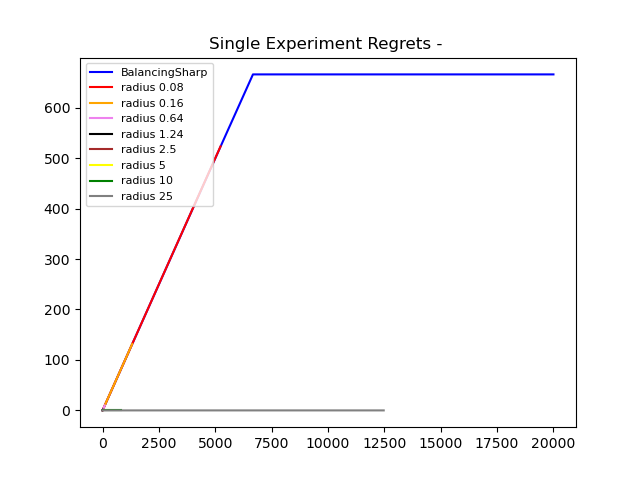 Single Experiment Regrets -
BalancingSharp
radius 0.08
radius 0.16
radius 0.64
radius 1.24
radius 2.5
radius 5
radius 10
radius 25
600
500
400
300
200
100
0
0 2500 5000 7500 10000 12500 15000 17500 20000